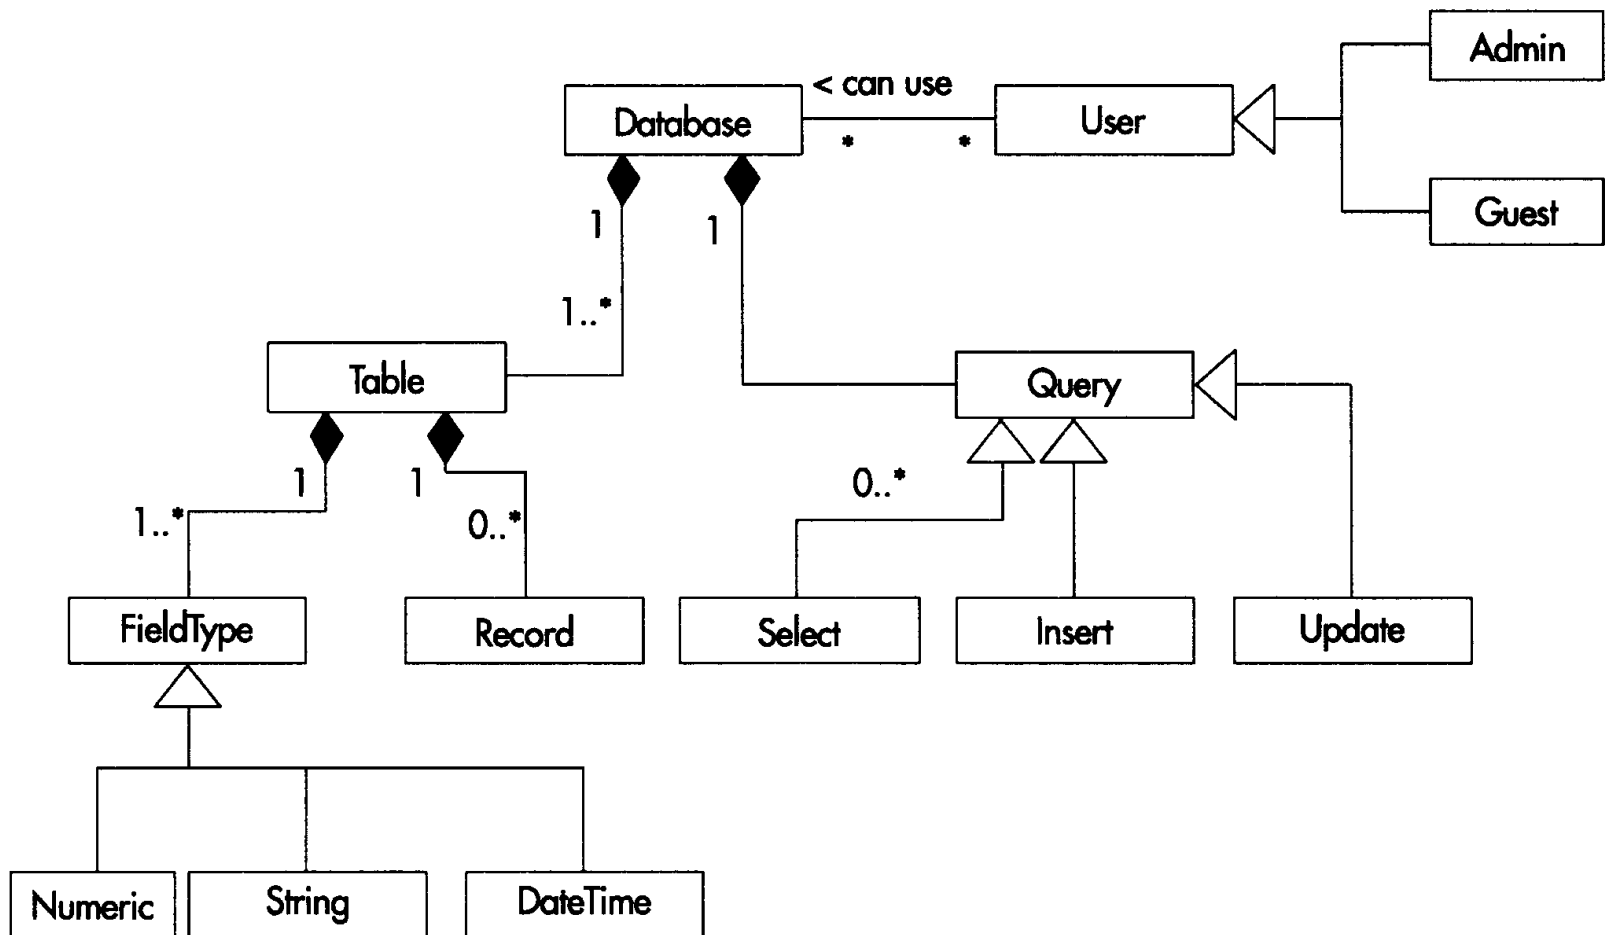 Admin
< can use
Database
User
*
*
Guest
1
1
1..*
Table
Query
1
1
0..*
1..*
0..*
FieldType
Record
Select
Insert
Update
Numeric
String
DateTime